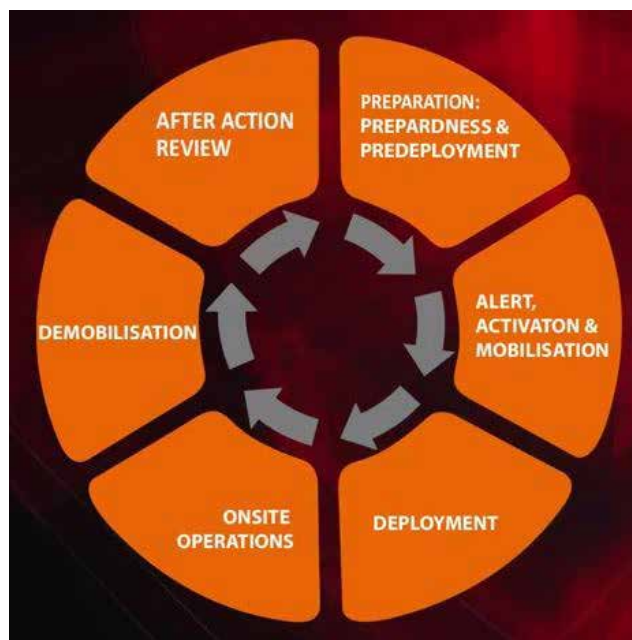 PREPARATION:
PREPARDNESS &
PREDEPLOYMENT
ALERT,
ACTIVATON &
MOBILISATION
DEPLOYMENT
ONSITE
OPERATIONS
DEMOBILISATION
AFTER ACTION
REVIEW